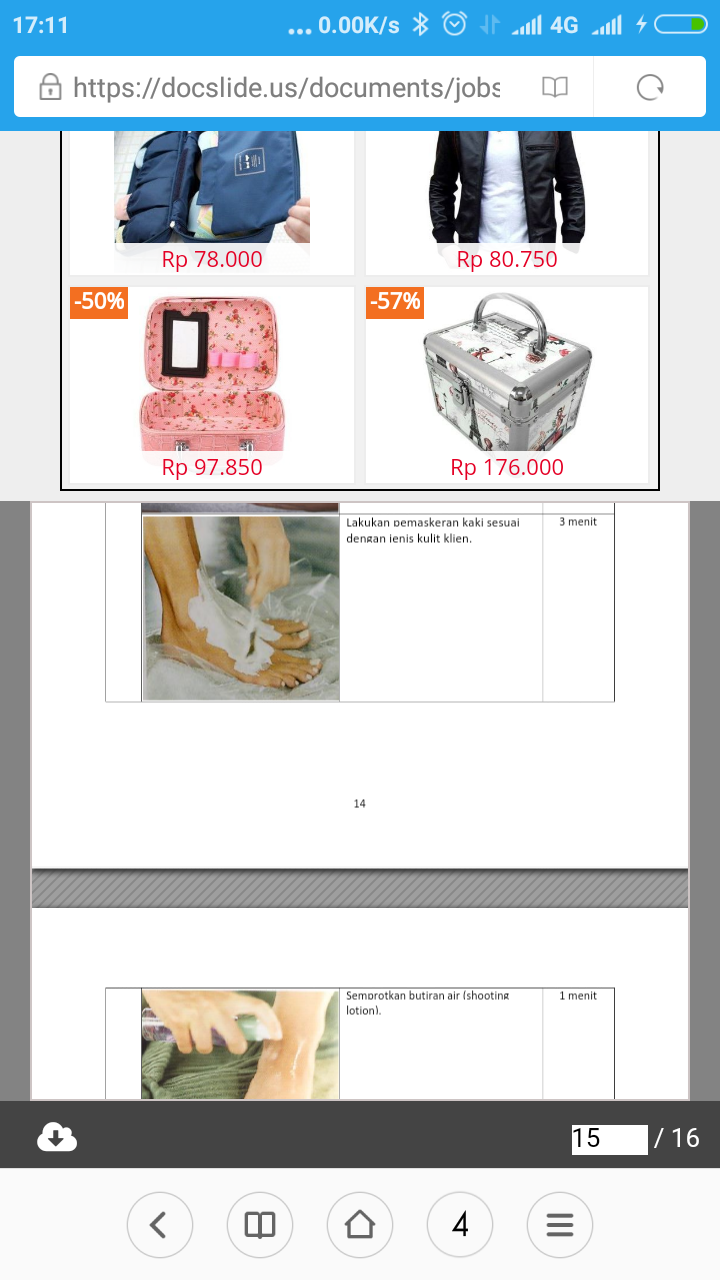 17:11
... 0.00K/s 4G
https://docslide.us/documents/jobs
Rp 78.000
Rp 80.750
-50%
-57%
Rp 97.850
Rp 176.000
Lakukan pemaskeran kaki sesuai
dengan jenis kulit klien.
3 menit
14
Semprotkan butiran air (shooting
lotion).
1 menit
15 / 16
4